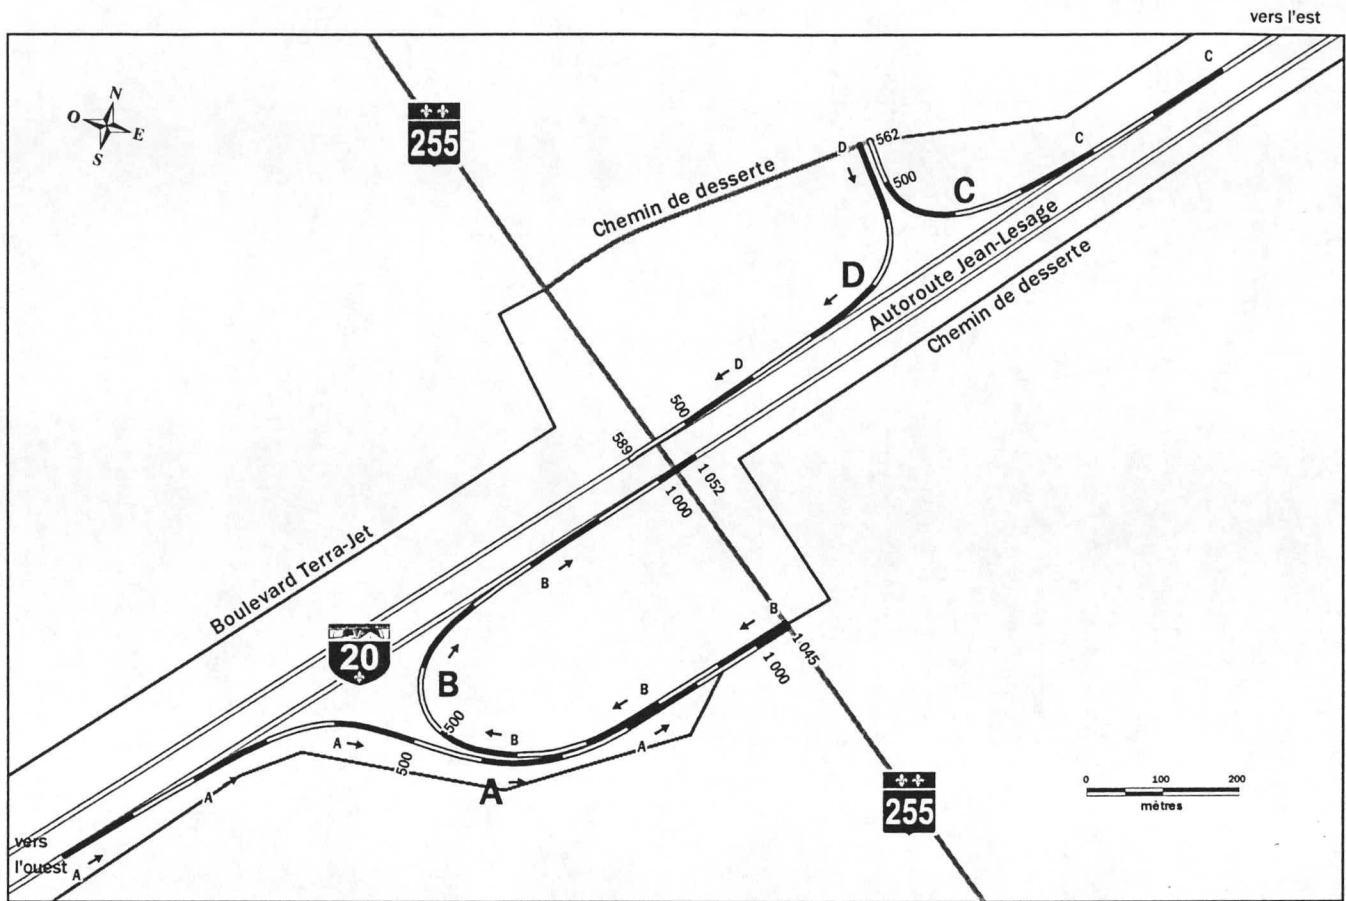 vers l'est
N
O
E
S
255
C
D
562
C
Chemin de desserte
500
C
D
Autoroute Jean-Lesage
Chemin de desserte
D
500
589
1 052
1 000
Boulevard Terra-Jet
B
B
1 045
1 000
20
B
B
500
B
A
A
500
A
A
255
0 100 200
mètres
vers
l'ouest
A